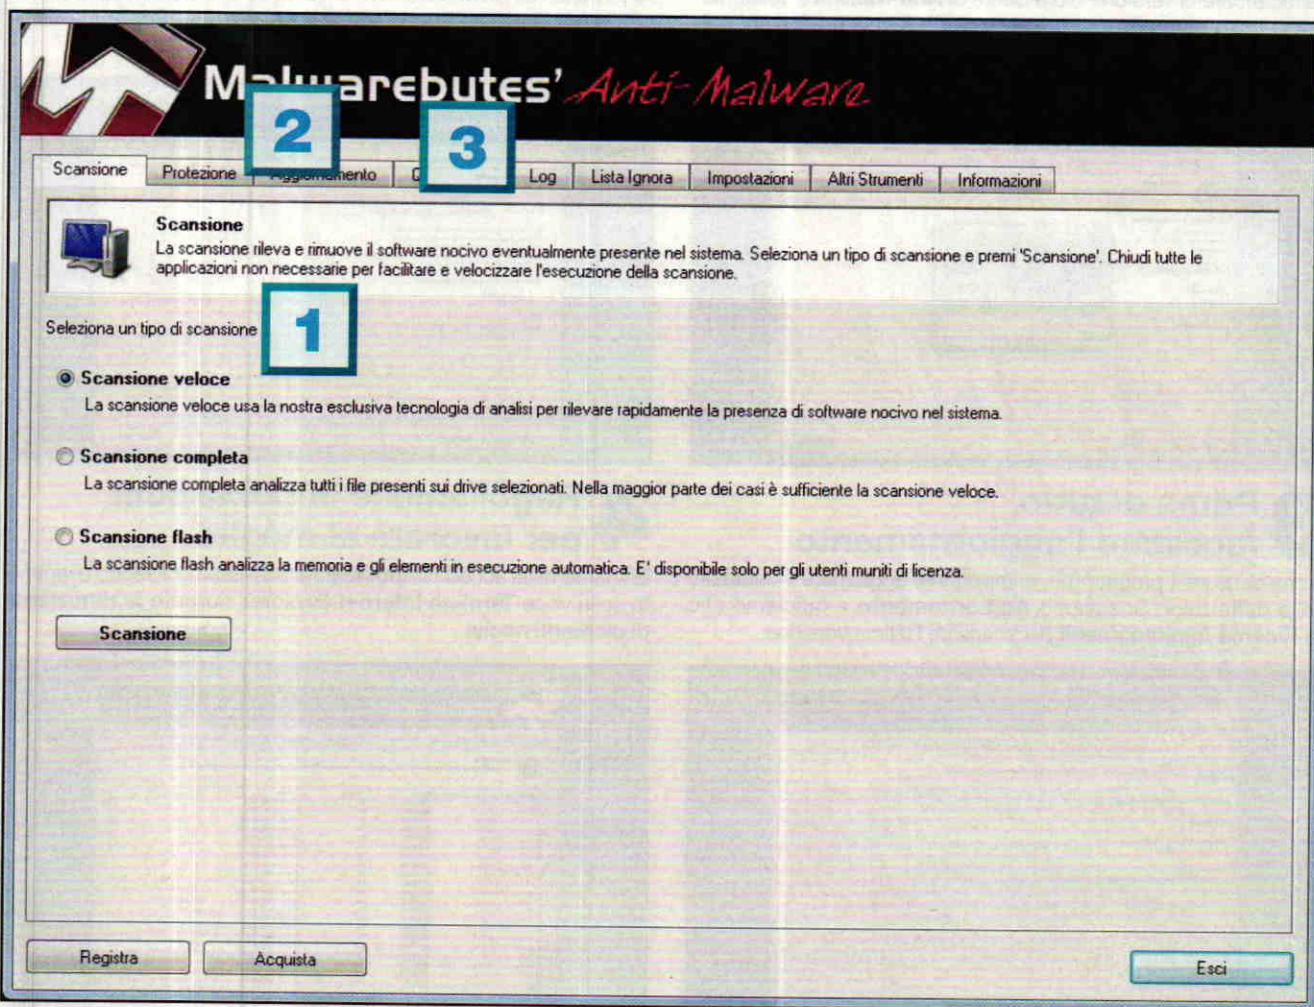 Malwarebytes' Anti-Malware
2
3
Scansione
Protezione
Aggiornamento
Log
Lista Ignora
Impostazioni
Altri Strumenti
Informazioni
Scansione
La scansione rileva e rimuove il software nocivo eventualmente presente nel sistema. Seleziona un tipo di scansione e premi 'Scansione'. Chiudi tutte le
applicazioni non necessarie per facilitare e velocizzare l'esecuzione della scansione.
1
Seleziona un tipo di scansione
Scansione veloce
La scansione veloce usa la nostra esclusiva tecnologia di analisi per rilevare rapidamente la presenza di software nocivo nel sistema.
Scansione completa
La scansione completa analizza tutti i file presenti sui drive selezionati. Nella maggior parte dei casi è sufficiente la scansione veloce.
Scansione flash
La scansione flash analizza la memoria e gli elementi in esecuzione automatica. E' disponibile solo per gli utenti muniti di licenza.
Scansione
Registra
Acquista
Esci